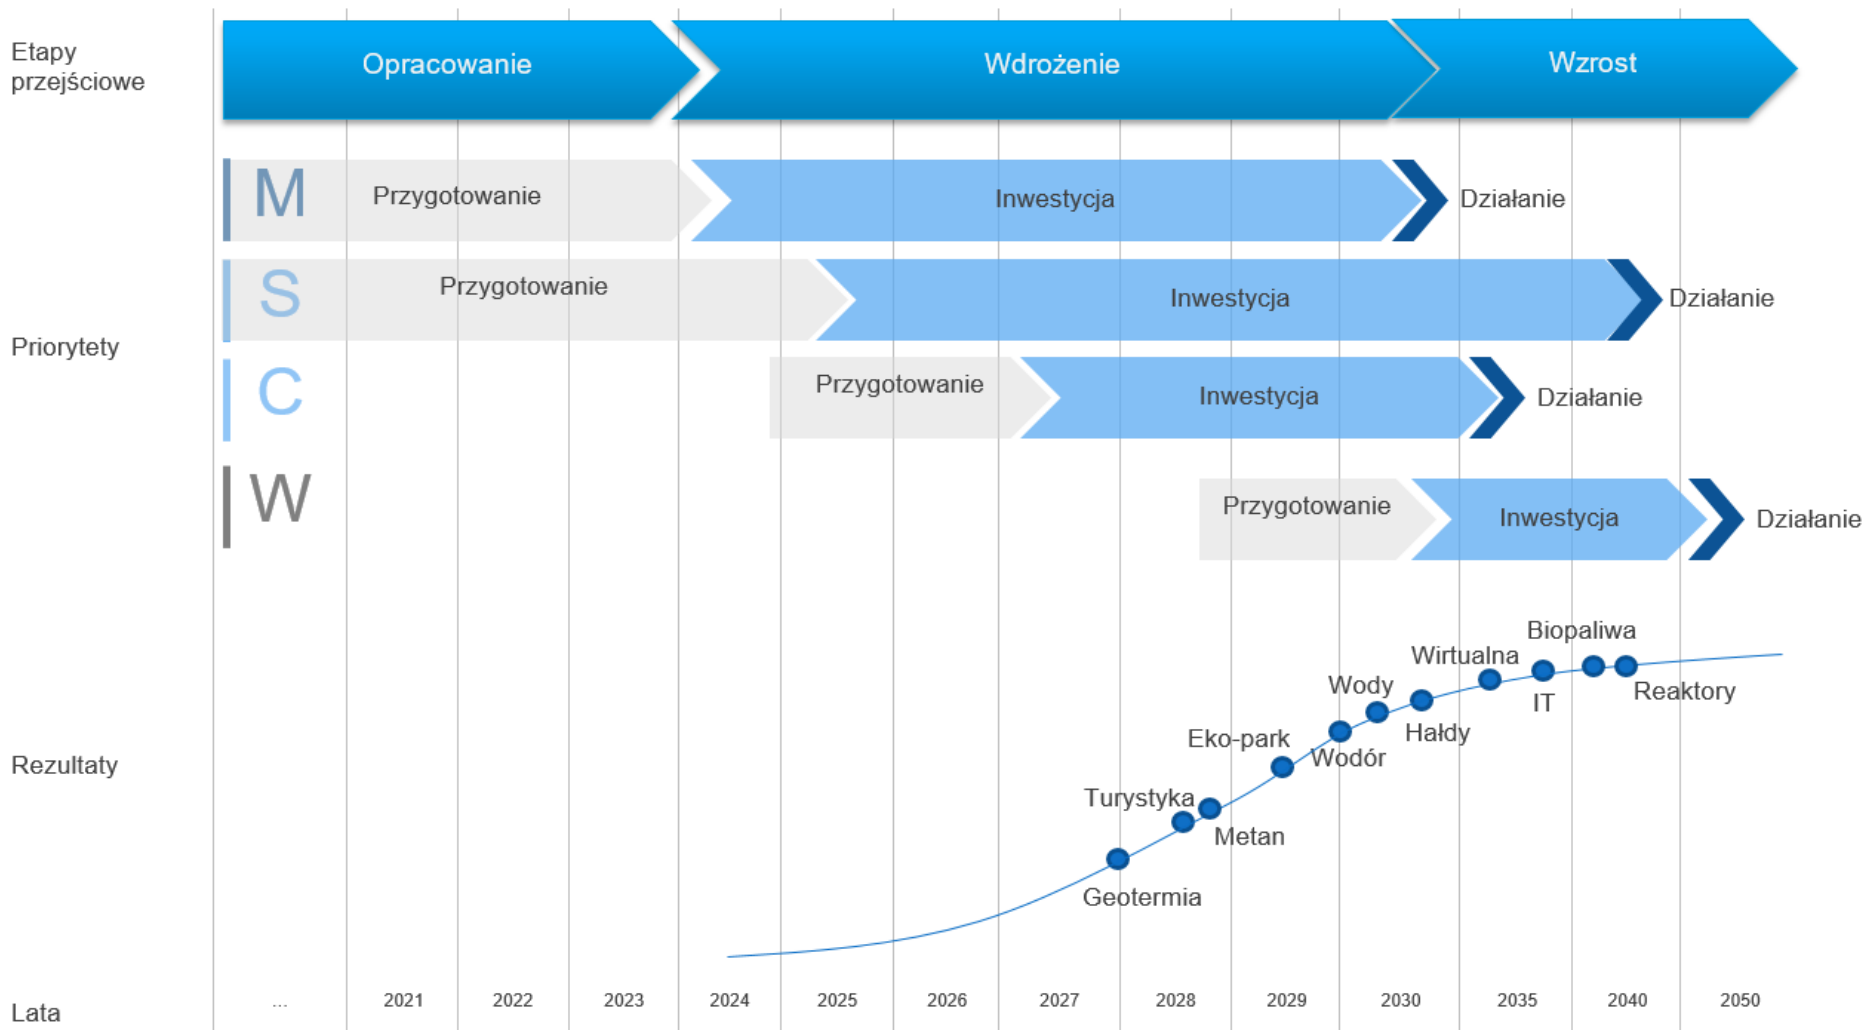 Etapy
przejściowe
Opracowanie
Wdrożenie
Wzrost
M
Przygotowanie
Inwestycja
Działanie
S
Przygotowanie
Inwestycja
Działanie
Priorytety
C
Przygotowanie
Inwestycja
Działanie
W
Przygotowanie
Inwestycja
Działanie
Biopaliwa
Wirtualna
Wody
Reaktory
IT
Hałdy
Eko-park
Wodór
Rezultaty
Turystyka
Metan
Geotermia
Lata
... 2021 2022 2023 2024 2025 2026 2027 2028 2029 2030 2035 2040 2050